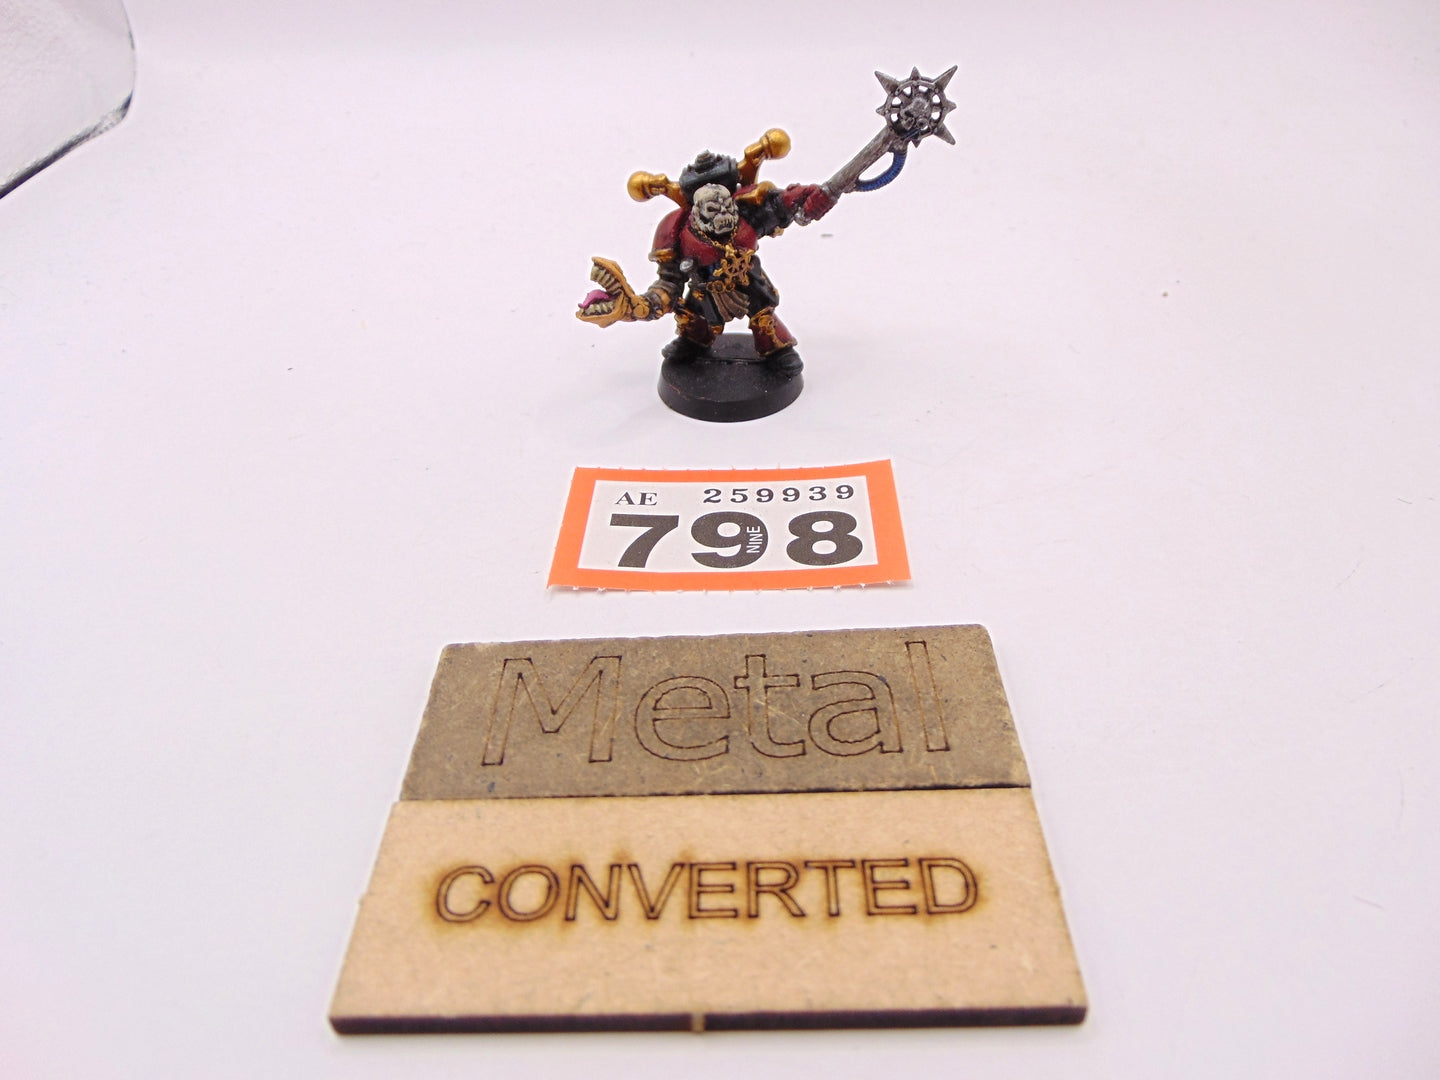 AE 259939
798
NINE
Metal
CONVERTED